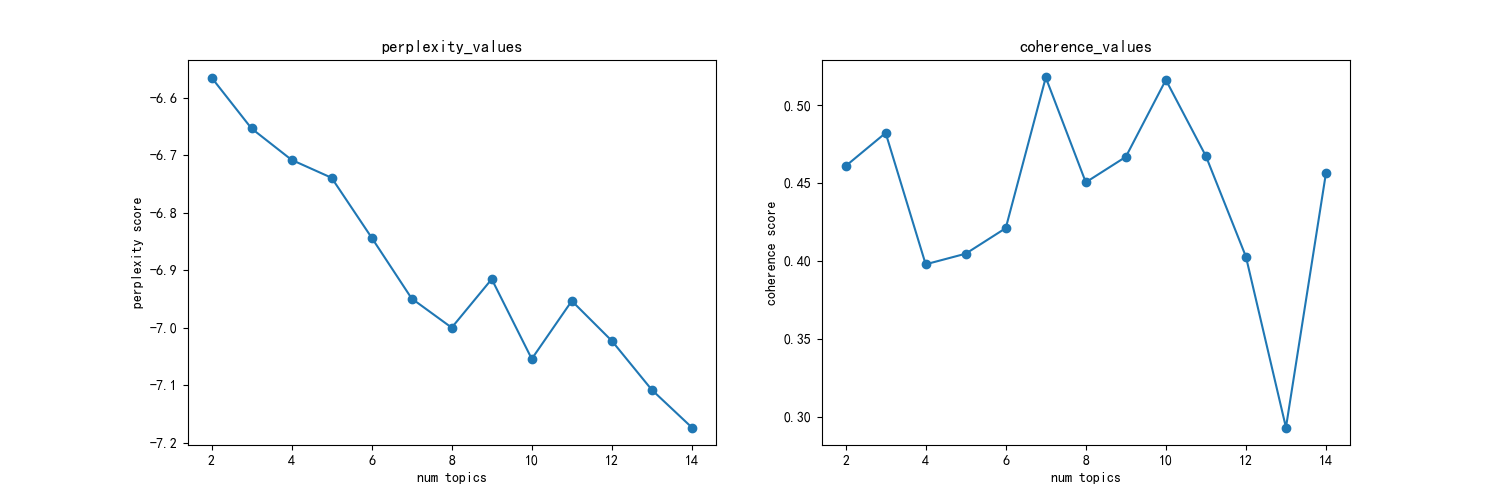 perplexity_values
perplexity score
-6.6
-6.7
-6.8
-6.9
-7.0
-7.1
-7.2
2 4 6 8 10 12 14
num topics
coherence_values
coherence score
0.50
0.45
0.40
0.35
0.30
2 4 6 8 10 12 14
num topics